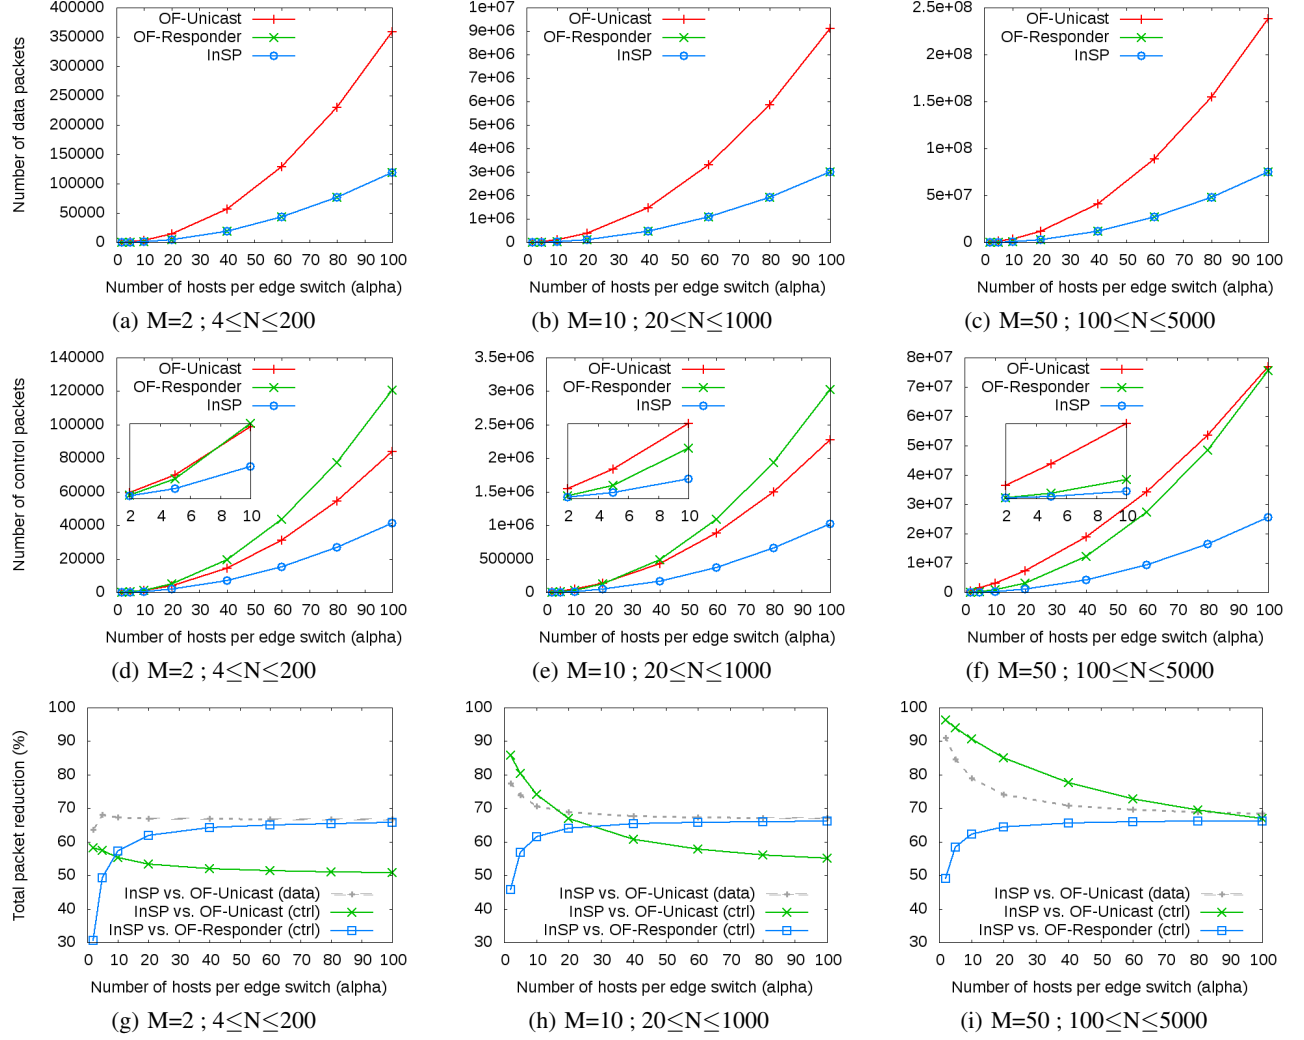 Number of data packets
400000
350000
300000
250000
200000
150000
100000
50000
0
OF-Unicast
OF-Responder
InSP
0 10 20 30 40 50 60 70 80 90 100
Number of hosts per edge switch (alpha)
(a) M=2 ; 4≤N≤200
1e+07
9e+06
8e+06
7e+06
6e+06
5e+06
4e+06
3e+06
2e+06
1e+06
0
OF-Unicast
OF-Responder
InSP
0 10 20 30 40 50 60 70 80 90 100
Number of hosts per edge switch (alpha)
(b) M=10 ; 20≤N≤1000
2.5e+08
2e+08
1.5e+08
1e+08
5e+07
0
OF-Unicast
OF-Responder
InSP
0 10 20 30 40 50 60 70 80 90 100
Number of hosts per edge switch (alpha)
(c) M=50 ; 100≤N≤5000
Number of control packets
140000
120000
100000
80000
60000
40000
20000
0
OF-Unicast
OF-Responder
InSP
2 4 6 8 10
0 10 20 30 40 50 60 70 80 90 100
Number of hosts per edge switch (alpha)
(d) M=2 ; 4≤N≤200
3.5e+06
3e+06
2.5e+06
2e+06
1.5e+06
1e+06
500000
0
OF-Unicast
OF-Responder
InSP
2 4 6 8 10
0 10 20 30 40 50 60 70 80 90 100
Number of hosts per edge switch (alpha)
(e) M=10 ; 20≤N≤1000
8e+07
7e+07
6e+07
5e+07
4e+07
3e+07
2e+07
1e+07
0
OF-Unicast
OF-Responder
InSP
2 4 6 8 10
0 10 20 30 40 50 60 70 80 90 100
Number of hosts per edge switch (alpha)
(f) M=50 ; 100≤N≤5000
Total packet reduction (%)
100
90
80
70
60
50
40
30
InSP vs. OF-Unicast (data)
InSP vs. OF-Unicast (ctrl)
InSP vs. OF-Responder (ctrl)
0 10 20 30 40 50 60 70 80 90 100
Number of hosts per edge switch (alpha)
(g) M=2 ; 4≤N≤200
100
90
80
70
60
50
40
30
InSP vs. OF-Unicast (data)
InSP vs. OF-Unicast (ctrl)
InSP vs. OF-Responder (ctrl)
0 10 20 30 40 50 60 70 80 90 100
Number of hosts per edge switch (alpha)
(h) M=10 ; 20≤N≤1000
100
90
80
70
60
50
40
30
InSP vs. OF-Unicast (data)
InSP vs. OF-Unicast (ctrl)
InSP vs. OF-Responder (ctrl)
0 10 20 30 40 50 60 70 80 90 100
Number of hosts per edge switch (alpha)
(i) M=50 ; 100≤N≤5000